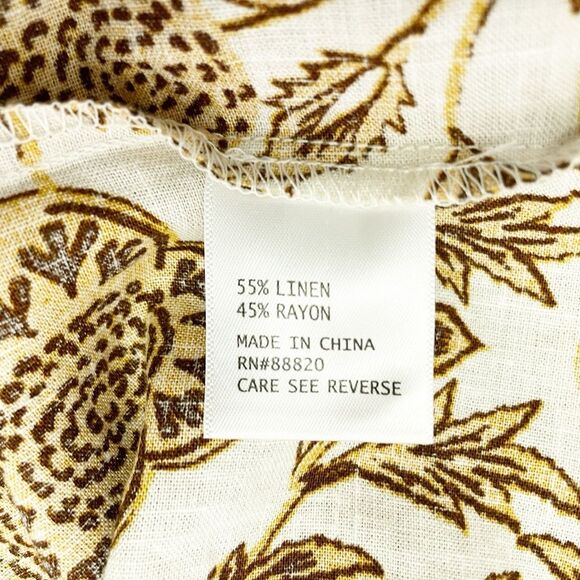 55% LINEN
45% RAYON
MADE IN CHINA
RN#88820
CARE SEE REVERSE